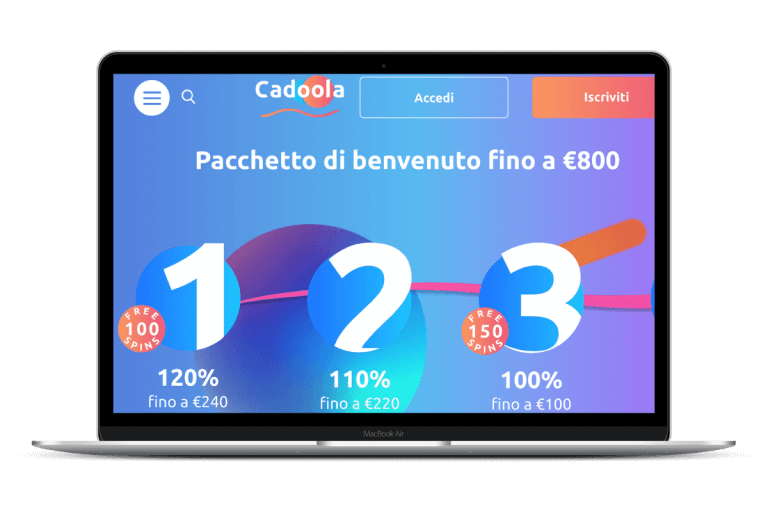 Cadoola
Accedi
Iscriviti
Pacchetto di benvenuto fino a €800
1
FREE
100
SPINS
120%
fino a €240
2
110%
fino a €220
3
FREE
150
SPINS
100%
fino a €100
MacBook Air